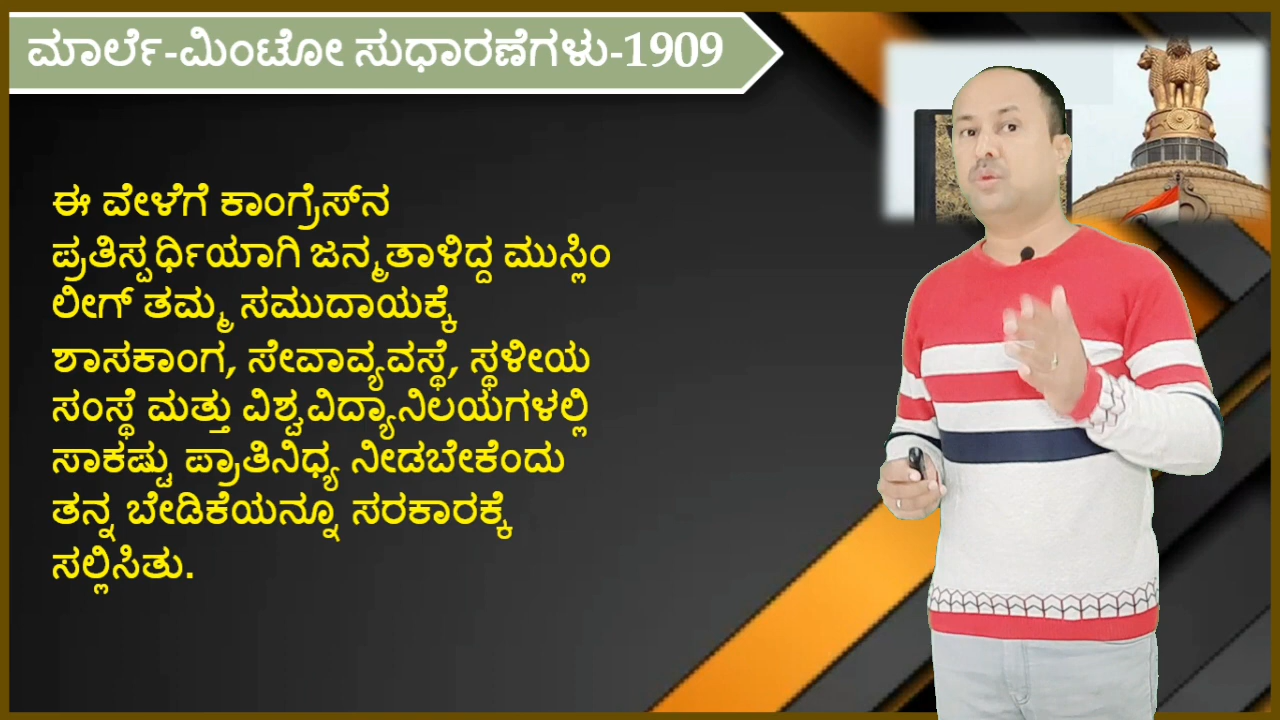 ಮಾರ್ಲೆ-ಮಿಂಟೋ ಸುಧಾರಣೆಗಳು-1909
ಈ ವೇಳೆಗೆ ಕಾಂಗ್ರೆಸ್‌ನ
ಪ್ರತಿಸ್ಪರ್ಧಿಯಾಗಿ ಜನ್ಮತಾಳಿದ್ದ ಮುಸ್ಲಿಂ
ಲೀಗ್ ತಮ್ಮ ಸಮುದಾಯಕ್ಕೆ
ಶಾಸಕಾಂಗ, ಸೇವಾವ್ಯವಸ್ಥೆ, ಸ್ಥಳೀಯ
ಸಂಸ್ಥೆ ಮತ್ತು ವಿಶ್ವವಿದ್ಯಾನಿಲಯಗಳಲ್ಲಿ
ಸಾಕಷ್ಟು ಪ್ರಾತಿನಿಧ್ಯ ನೀಡಬೇಕೆಂದು
ತನ್ನ ಬೇಡಿಕೆಯನ್ನೂ ಸರಕಾರಕ್ಕೆ
ಸಲ್ಲಿಸಿತು.